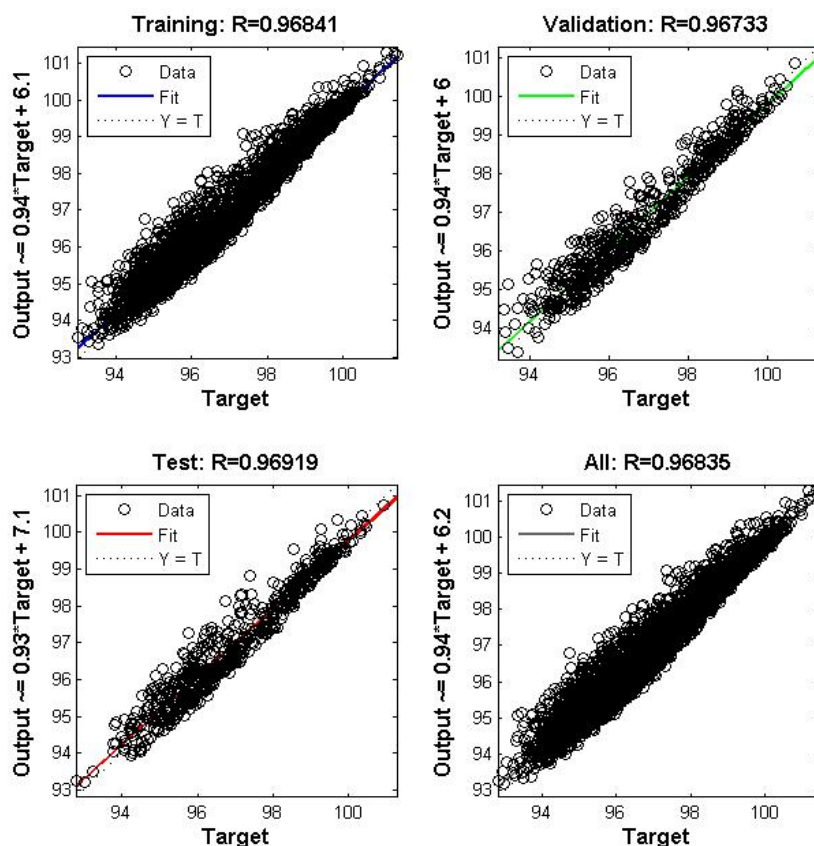 Training: R=0.96841
Output ~= 0.94*Target + 6.1
101
100
99
98
97
96
95
94
93
Data
Fit
Y = T
94 96 98 100
Target
Validation: R=0.96733
Output ~= 0.94*Target + 6
101
100
99
98
97
96
95
94
Data
Fit
Y = T
94 96 98 100
Target
Test: R=0.96919
Output ~= 0.93*Target + 7.1
101
100
99
98
97
96
95
94
93
Data
Fit
Y = T
94 96 98 100
Target
All: R=0.96835
Output ~= 0.94*Target + 6.2
101
100
99
98
97
96
95
94
93
Data
Fit
Y = T
94 96 98 100
Target